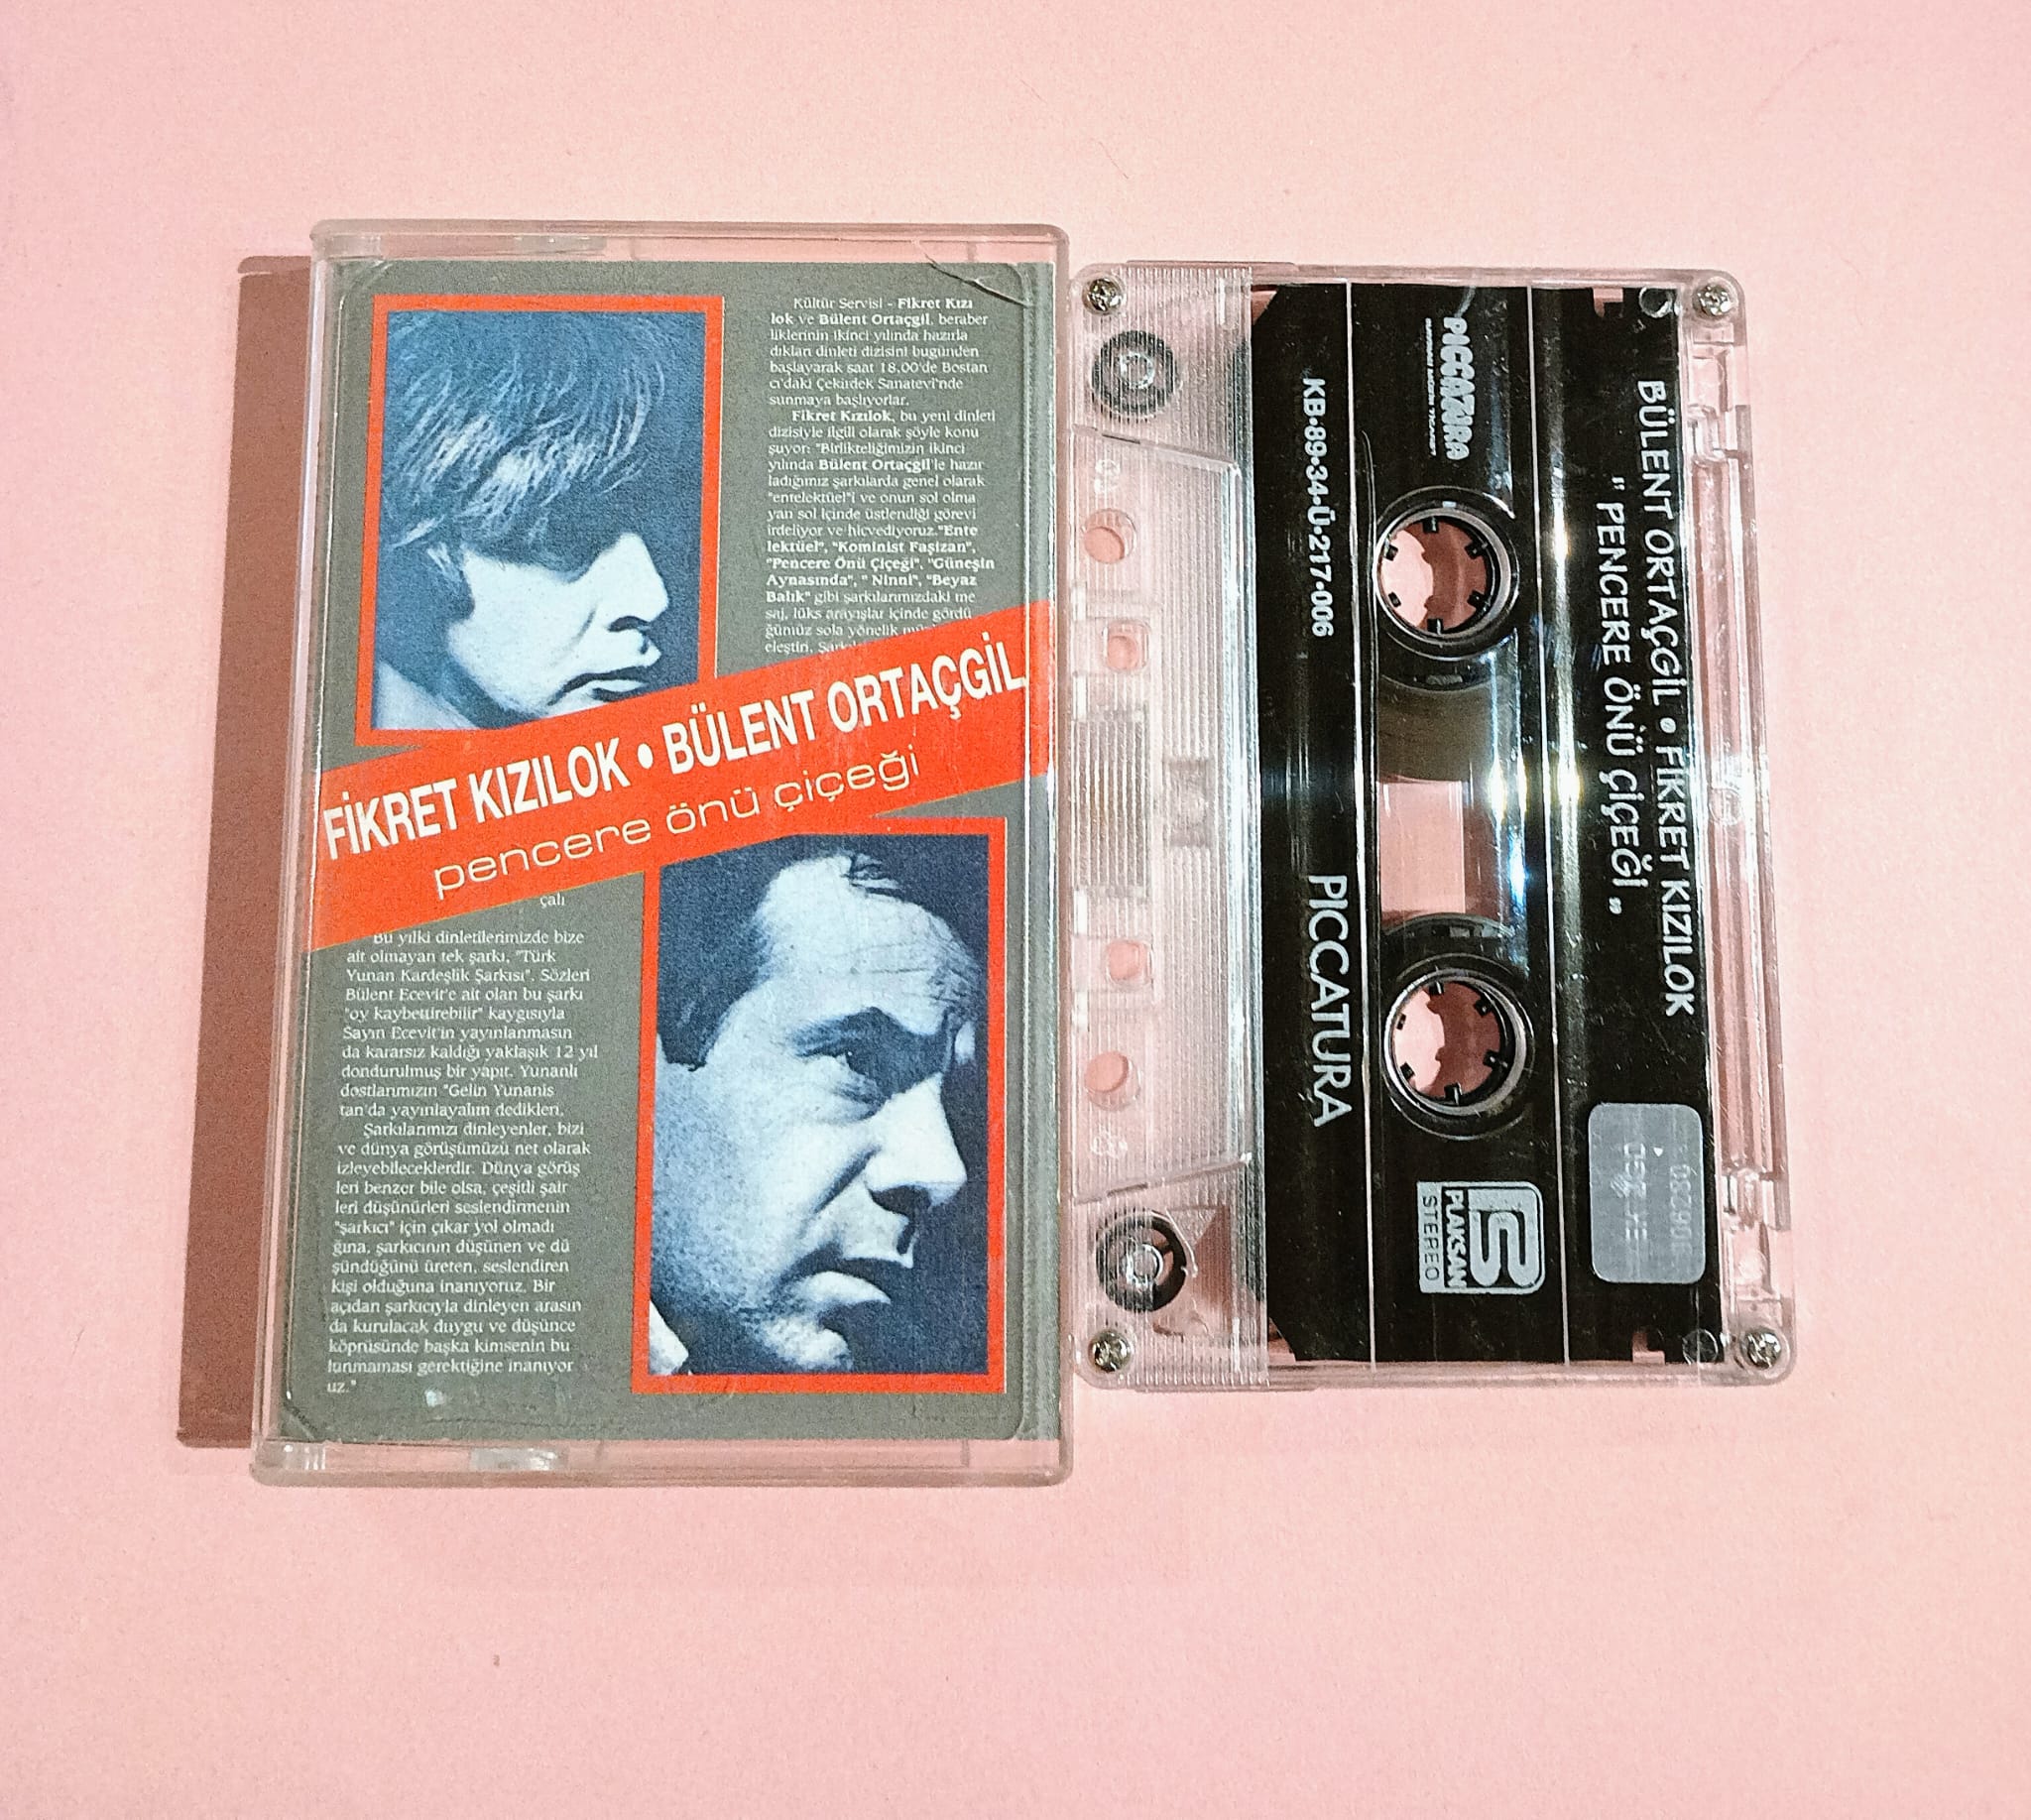 Kültür Servisi - Fikret Kızı
lok ve Bülent Ortaçgil, beraber
liklerinin ikinci yılında hazırla
dıkları dinleti dizisini bugünden
başlayarak saat 18.00'de Bostan
cı'daki Çekirdek Sanatevi'nde
sunmaya başlıyorlar.
Fikret Kızılok, bu yeni dinleti
dizisiyle ilgili olarak şöyle konu
şuyor: "Birlikteliğimizin ikinci
yılında Bülent Ortaçgil'le hazır
ladığımız şarkılarda genel olarak
"entelektüel"i ve onun sol olma
yan sol içinde üstlendiği görevi
irdeliyor ve hicvediyoruz."Ente
lektüel", "Kominist Faşizan",
"Pencere Önü Çiçeği", "Güneşin
Aynasında", " Ninni", "Beyaz
Balık" gibi şarkılarımızdaki me
saj, lüks arayışlar içinde gördü
ğümüz sola yönelik
eleştiri.
FİKRET KIZILOK • BÜLENT ORTAÇGİL
pencere önü çiçeği
çalı
Bu yılki dinletilerimizde bize
ait olmayan tek şarkı, "Türk
Yunan Kardeşlik Şarkısı". Sözleri
Bülent Ecevit'e ait olan bu şarkı
"oy kaybettirebilir" kaygısıyla
Sayın Ecevit'in yayınlanmasın
da kararsız kaldığı yaklaşık 12 yıl
dondurulmuş bir yapıt. Yunanlı
dostlarımızın "Gelin Yunanis
tan'da yayınlayalım dedikleri.
Şarkılarımızı dinleyenler, bizi
ve dünya görüşümüzü net olarak
izleyebileceklerdir. Dünya görüş
leri benzer bile olsa, çeşitli şair
leri düşünürleri seslendirmenin
"şarkıcı" için çıkar yol olmadı
ğına, şarkıcının düşünen ve dü
şündüğünü üreten, seslendiren
kişi olduğuna inanıyoruz. Bir
açıdan şarkıcıyla dinleyen arasın
da kurulacak duygu ve düşünce
köprüsünde başka kimsenin bu
lunmaması gerektiğine inanıyor
uz."
BÜLENT ORTAÇGİL • FİKRET KIZILOK
" PENCERE ÖNÜ ÇİÇEĞİ "
PICCATURA
PLAKSAN
STEREO
KB•89•34•Ü•217•006
PICCATURA